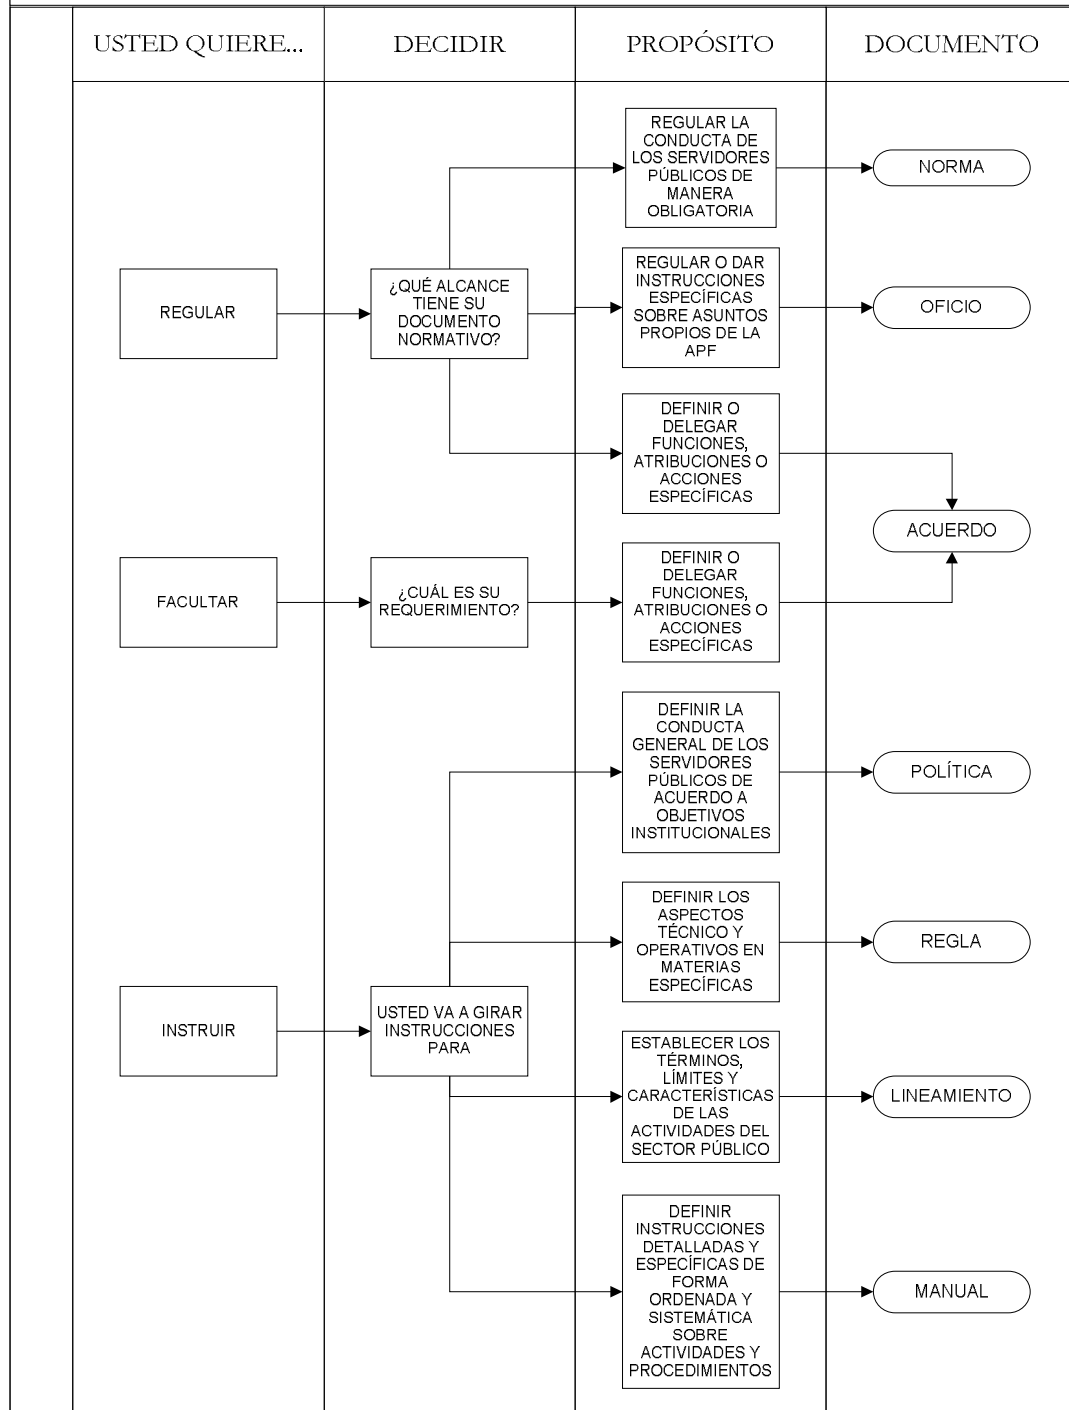 USTED QUIERE...
DECIDIR
PROPÓSITO
DOCUMENTO
REGULAR
¿QUÉ ALCANCE
TIENE SU
DOCUMENTO
NORMATIVO?
REGULAR LA
CONDUCTA DE
LOS SERVIDORES
PÚBLICOS DE
MANERA
OBLIGATORIA
NORMA
REGULAR O DAR
INSTRUCCIONES
ESPECÍFICAS
SOBRE ASUNTOS
PROPIOS DE LA
APF
OFICIO
DEFINIR O
DELEGAR
FUNCIONES,
ATRIBUCIONES O
ACCIONES
ESPECÍFICAS
ACUERDO
FACULTAR
¿CUÁL ES SU
REQUERIMIENTO?
DEFINIR O
DELEGAR
FUNCIONES,
ATRIBUCIONES O
ACCIONES
ESPECÍFICAS
INSTRUIR
USTED VA A GIRAR
INSTRUCCIONES
PARA
DEFINIR LA
CONDUCTA
GENERAL DE LOS
SERVIDORES
PÚBLICOS DE
ACUERDO A
OBJETIVOS
INSTITUCIONALES
POLÍTICA
DEFINIR LOS
ASPECTOS
TÉCNICO Y
OPERATIVOS EN
MATERIAS
ESPECÍFICAS
REGLA
ESTABLECER LOS
TÉRMINOS,
LÍMITES Y
CARACTERÍSTICAS
DE LAS
ACTIVIDADES DEL
SECTOR PÚBLICO
LINEAMIENTO
DEFINIR
INSTRUCCIONES
DETALLADAS Y
ESPECÍFICAS DE
FORMA
ORDENADA Y
SISTEMÁTICA
SOBRE
ACTIVIDADES Y
PROCEDIMIENTOS
MANUAL